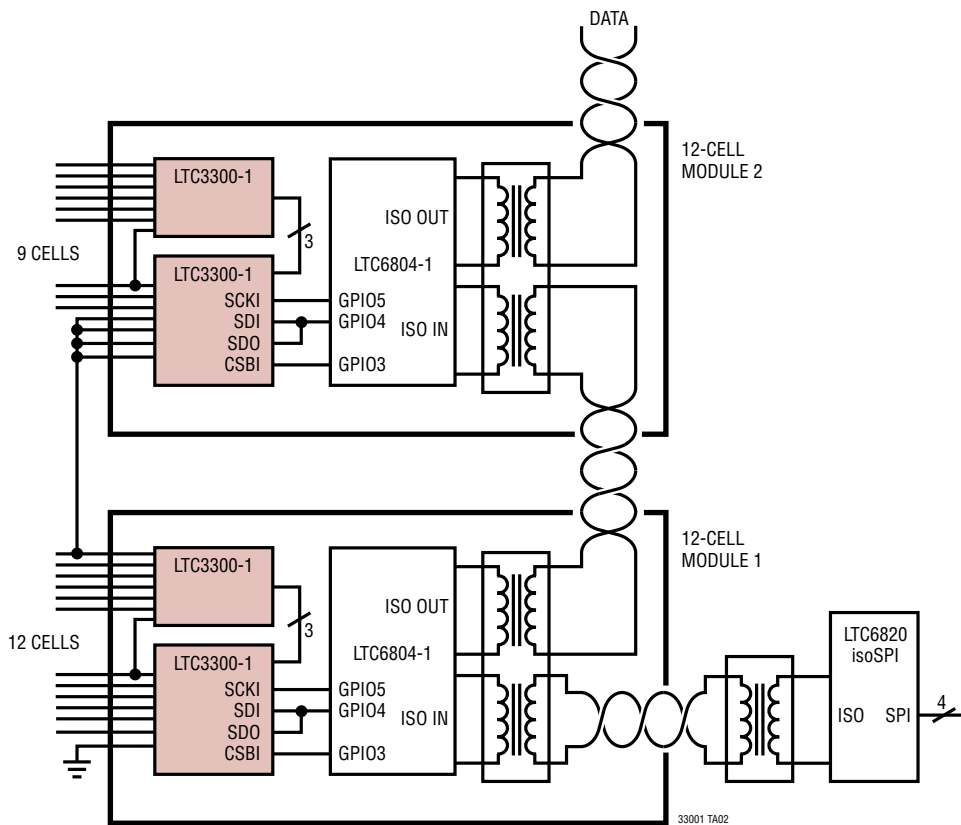 DATA
12-CELL
MODULE 2
LTC3300-1
ISO OUT
3
9 CELLS
LTC3300-1
LTC6804-1
SCKI
GPIO5
SDI
GPIO4
ISO IN
SDO
CSBI
GPIO3
12-CELL
MODULE 1
LTC3300-1
ISO OUT
3
12 CELLS
LTC3300-1
LTC6804-1
LTC6820
isoSPI
SCKI
GPIO5
SDI
GPIO4
ISO IN
SDO
CSBI
GPIO3
ISO
SPI
4
33001 TA02